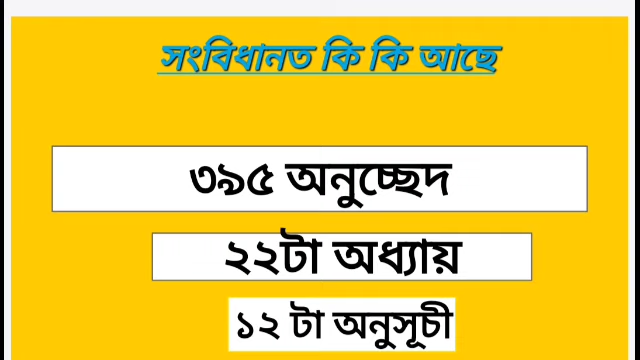 সংবিধানত কি কি আছে
৩৯৫ অনুচ্ছেদ
২২টা অধ্যায়
১২ টা অনুসূচী